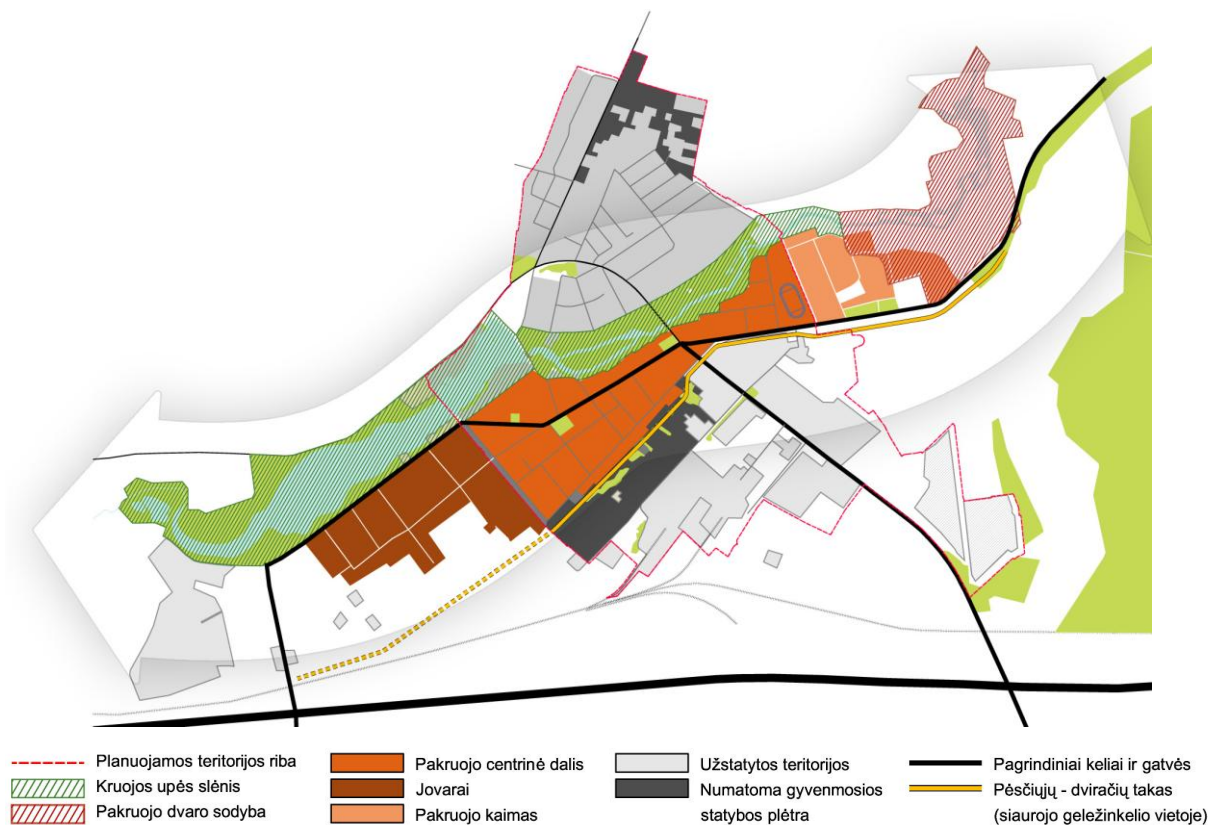 Planuojamos teritorijos riba
Kruojos upės slėnis
Pakruojo dvaro sodyba
Pakruojo centrinė dalis
Jovarai
Pakruojo kaimas
Užstatytos teritorijos
Numatoma gyvenmosios
statybos plėtra
Pagrindiniai keliai ir gatvės
Pėsčiųjų - dviračių takas
(siaurojo geležinkelio vietoje)